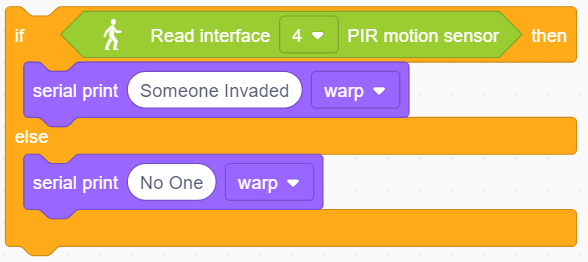 if Read interface 4 PIR motion sensor then
serial print Someone Invaded warp
else
serial print No One warp